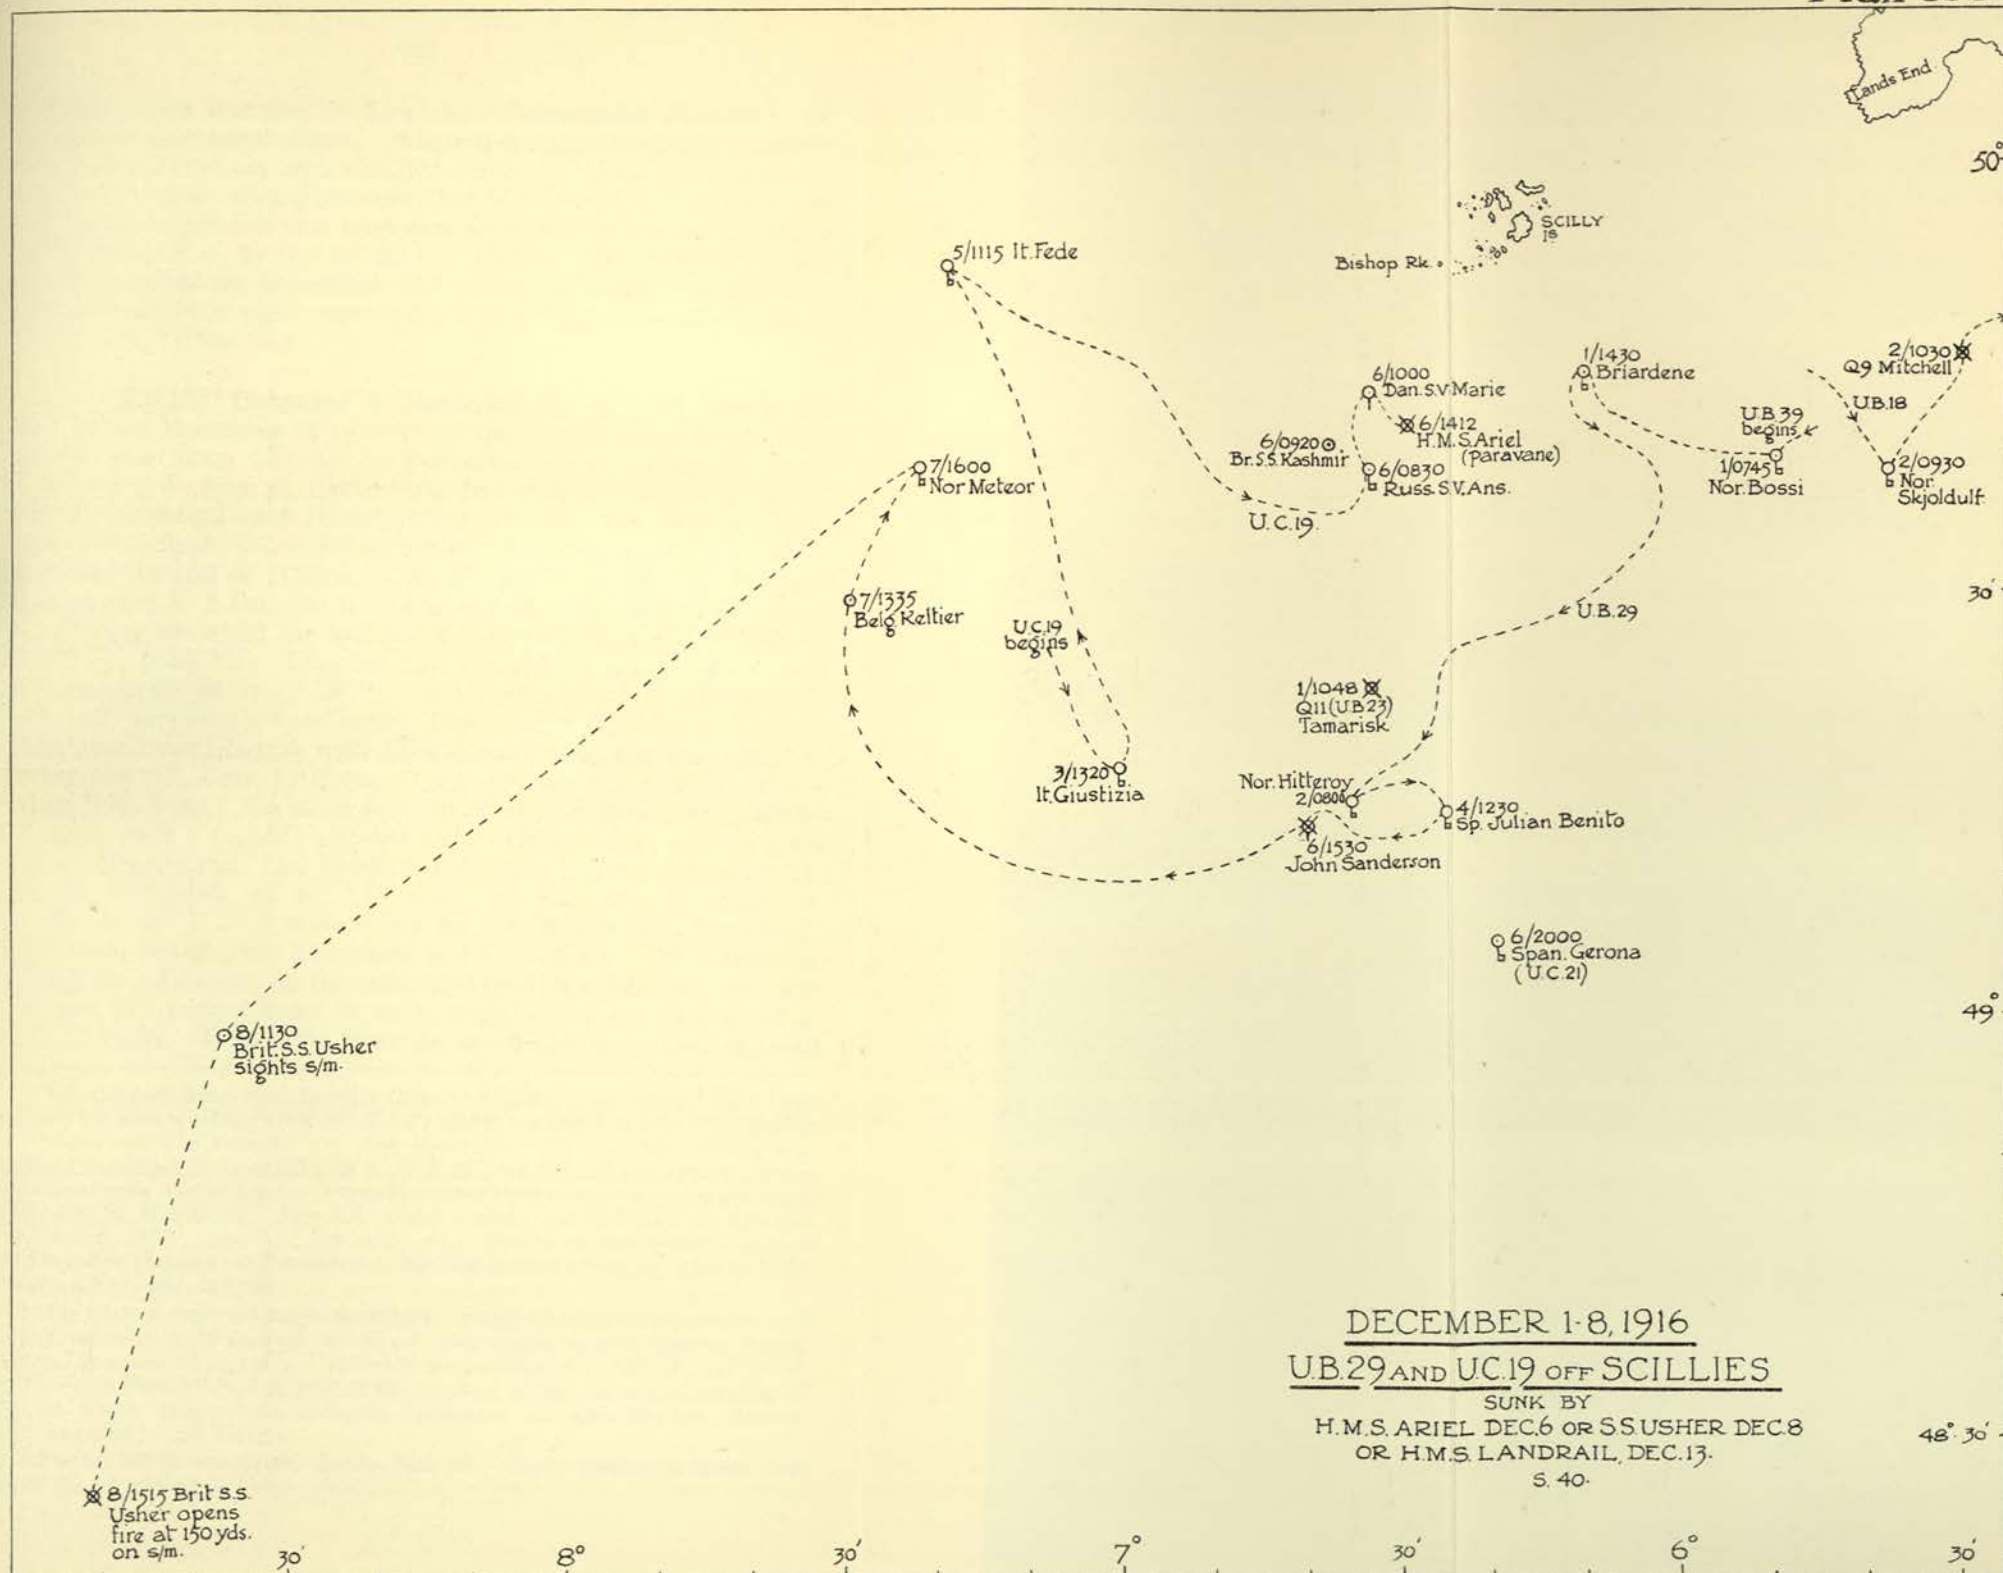 Lands End
50°
SCILLY
IS
Bishop Rk.
5/1115 It. Fede
1/1430
Briardene
2/1030
Q9 Mitchell
U.B.18
U.B.39
begins
1/0745
Nor. Bossi
2/0930
Nor.
Skjoldulf
6/1000
Dan. S.V. Marie
6/1412
H.M.S. Ariel
(Paravane)
6/0920
Br. S.S. Kashmir
6/0830
Russ. S.V. Ans.
U.C.19.
7/1600
Nor Meteor
7/1335
Belg. Keltier
U.C.19
begins
30'
U.B.29
1/1048
Q11 (U.B 23)
Tamarisk
3/1320
It. Giustizia
Nor. Hitteroy
2/0800
4/1230
Sp. Julian Benito
6/1530
John Sanderson
6/2000
Span. Gerona
(U.C.21)
49°
8/1130
Brit. S.S. Usher
sights s/m.
DECEMBER 1-8, 1916
U.B.29 AND U.C.19 OFF SCILLIES
SUNK BY
H.M.S. ARIEL DEC.6 OR S.S. USHER DEC.8
OR H.M.S. LANDRAIL, DEC.13.
S. 40.
48° 30'
8/1515 Brit S.S.
Usher opens
fire at 150 yds.
on s/m.
30' 8° 30' 7° 30' 6° 30'